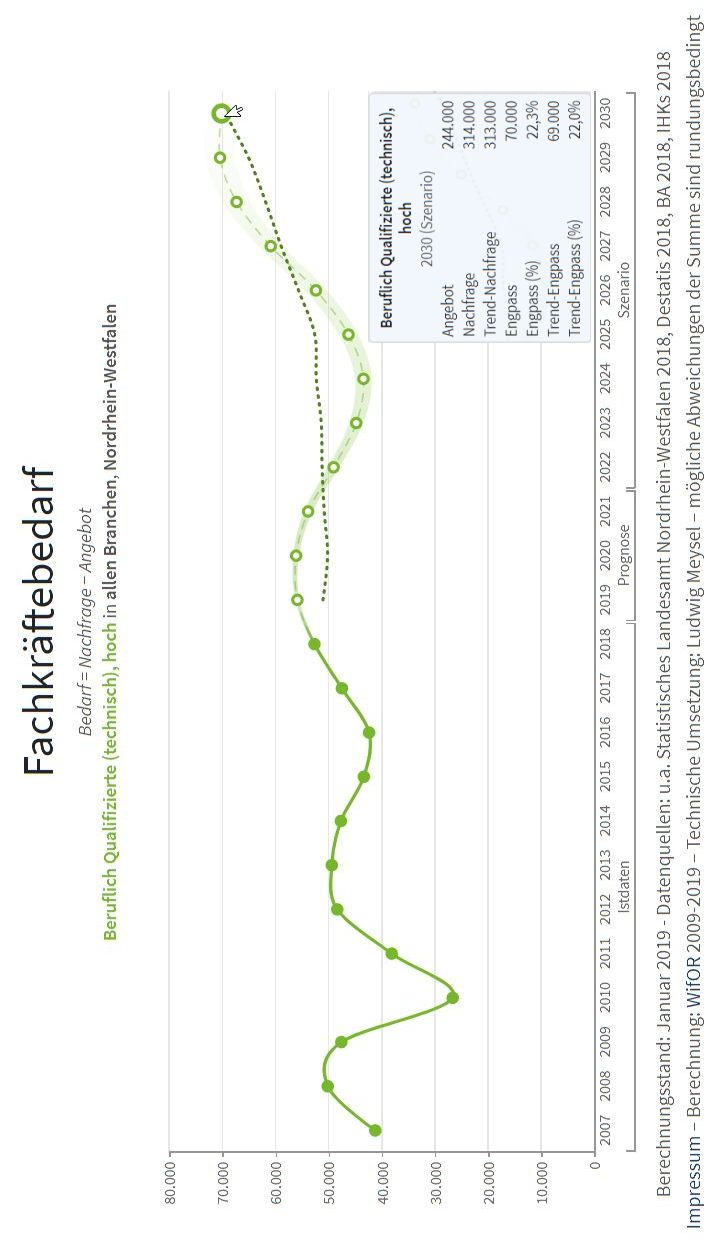 Fachkräftebedarf
Bedarf = Nachfrage – Angebot
Beruflich Qualifizierte (technisch), hoch in allen Branchen, Nordrhein-Westfalen
80.000
70.000
60.000
50.000
40.000
30.000
20.000
10.000
0
Beruflich Qualifizierte (technisch),
hoch
2030 (Szenario)
Angebot 244.000
Nachfrage 314.000
Trend-Nachfrage 313.000
Engpass 70.000
Engpass (%) 22,3%
Trend-Engpass 69.000
Trend-Engpass (%) 22,0%
2007 2008 2009 2010 2011 2012 2013 2014 2015 2016 2017 2018 2019 2020 2021 2022 2023 2024 2025 2026 2027 2028 2029 2030
Istdaten Prognose Szenario
Berechnungsstand: Januar 2019 - Datenquellen: u.a. Statistisches Landesamt Nordrhein-Westfalen 2018, Destatis 2018, BA 2018, IHKs 2018
Impressum – Berechnung: WifOR 2009-2019 – Technische Umsetzung: Ludwig Meysel – mögliche Abweichungen der Summe sind rundungsbedingt